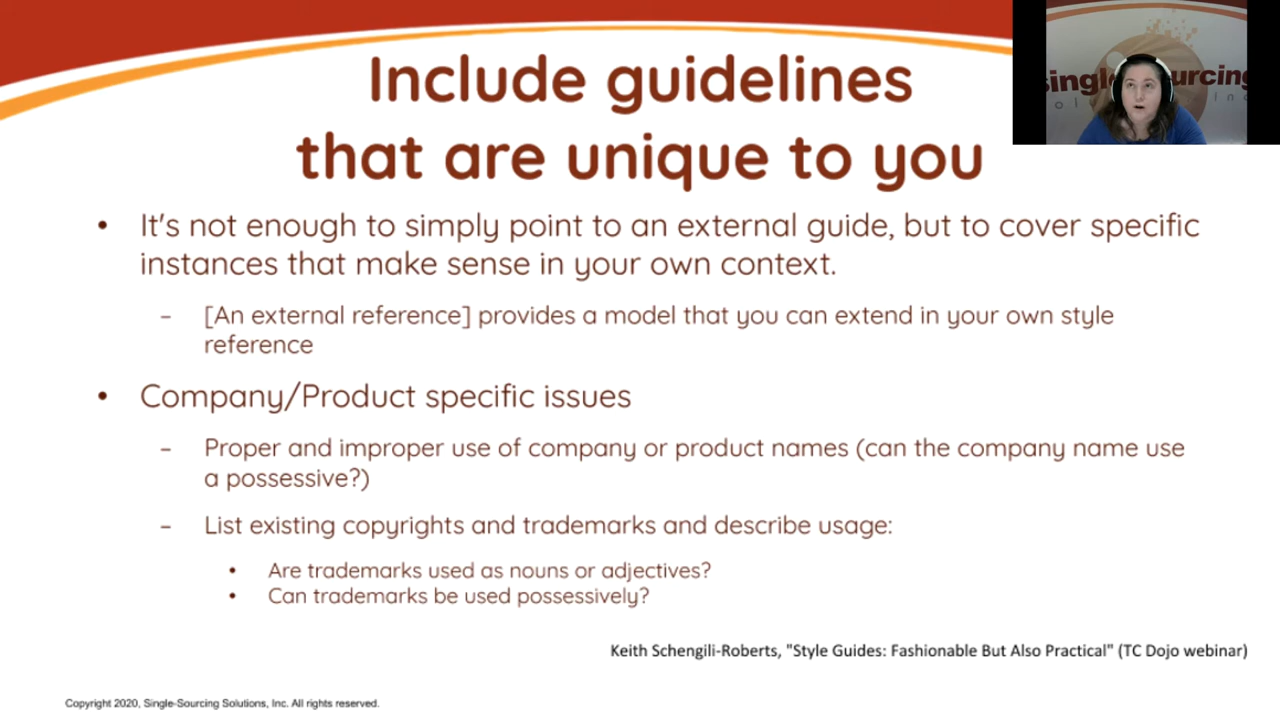 Include guidelines
that are unique to you
• It's not enough to simply point to an external guide, but to cover specific
instances that make sense in your own context.
– [An external reference] provides a model that you can extend in your own style
reference
• Company/Product specific issues
– Proper and improper use of company or product names (can the company name use
a possessive?)
– List existing copyrights and trademarks and describe usage:
• Are trademarks used as nouns or adjectives?
• Can trademarks be used possessively?
Keith Schengili-Roberts, "Style Guides: Fashionable But Also Practical" (TC Dojo webinar)
Copyright 2020, Single-Sourcing Solutions, Inc. All rights reserved.